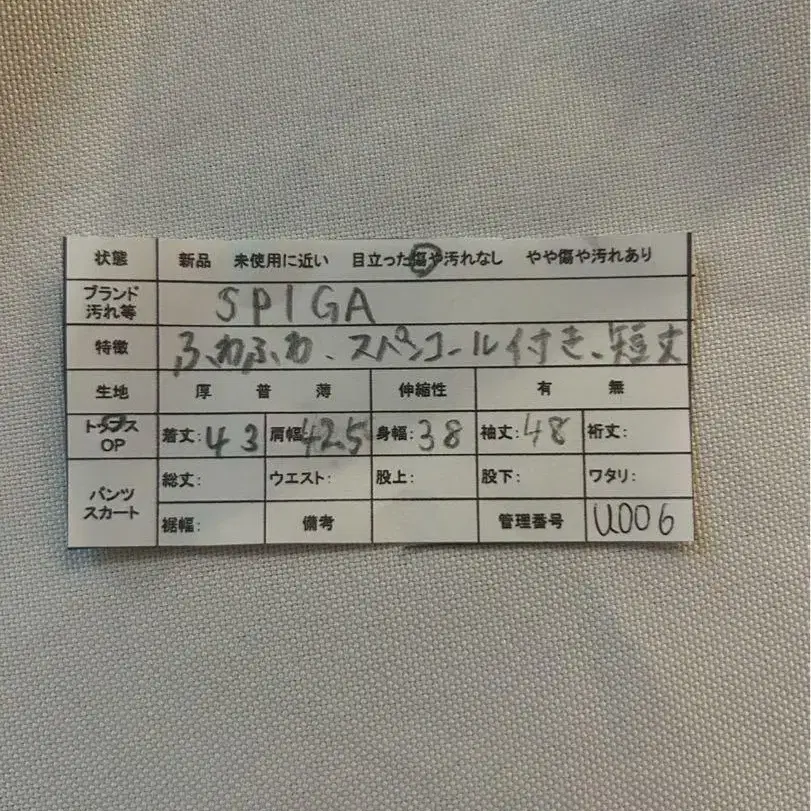 状態 新品 未使用に近い 目立った傷や汚れなし やや傷や汚れあり
ブランド
汚れ等 SPIGA
特徴 ふわふわ、スパンコール付き、短丈
生地 厚 普 薄 伸縮性 有 無
トップス
OP 着丈:43 肩幅:42.5 身幅:38 袖丈:48 裄丈:
パンツ
スカート 総丈: ウエスト: 股上: 股下: ワタリ:
裾幅: 備考 管理番号 U006